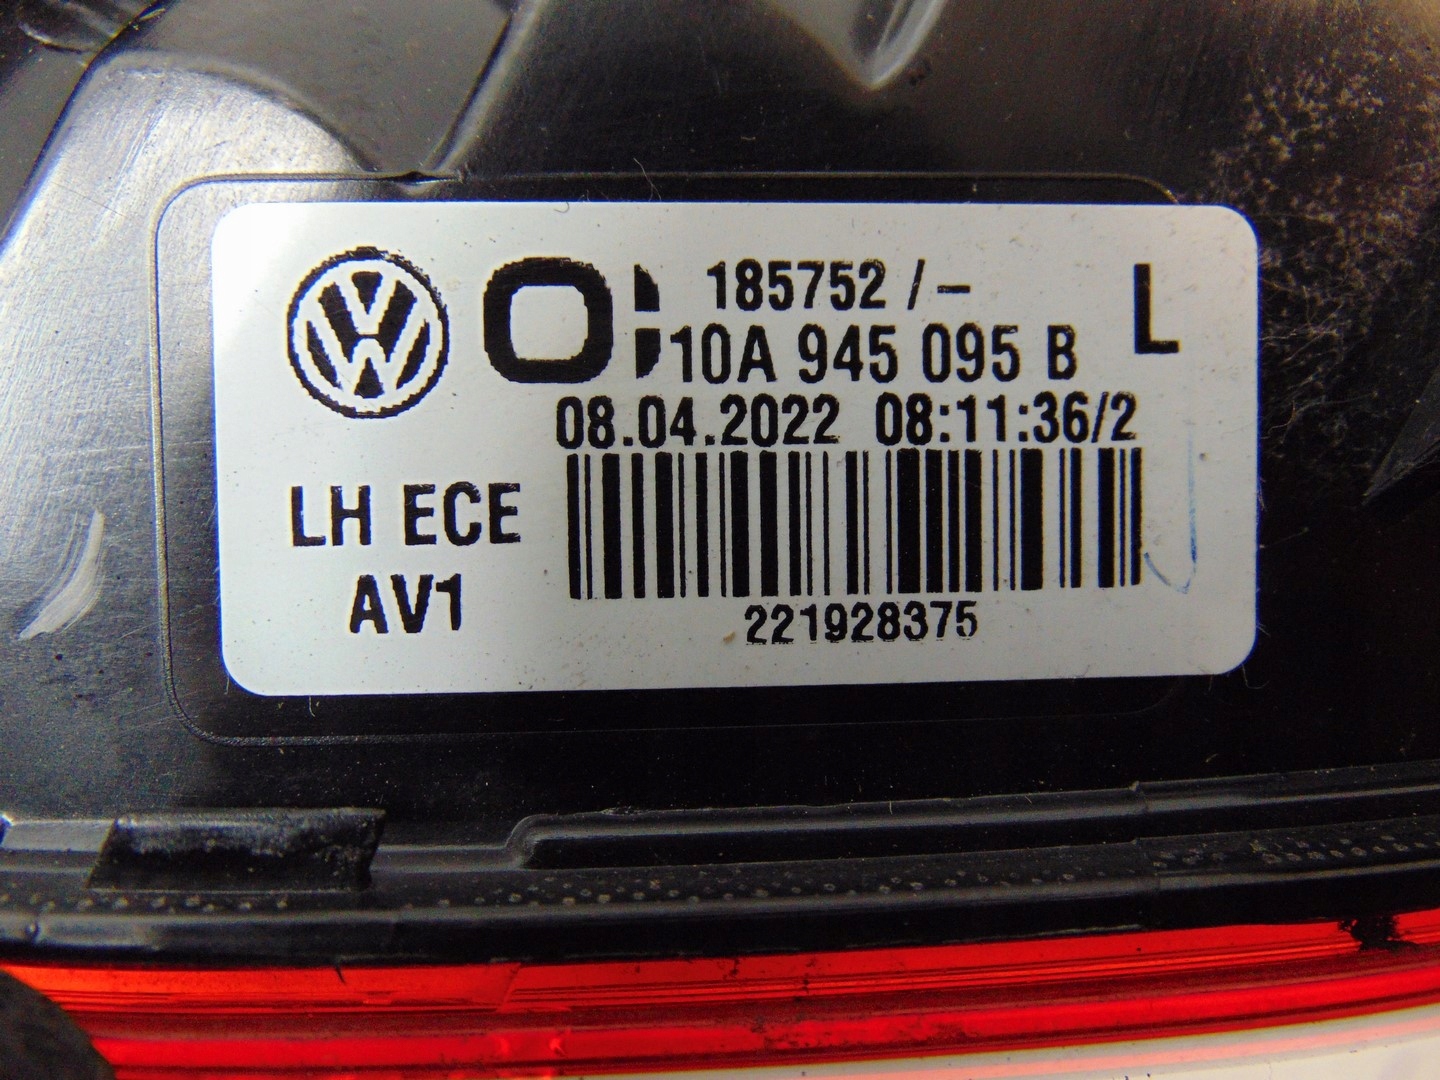 185752 / -
L
10A 945 095 B
08.04.2022 08:11:36/2
LH ECE
AV1
221928375